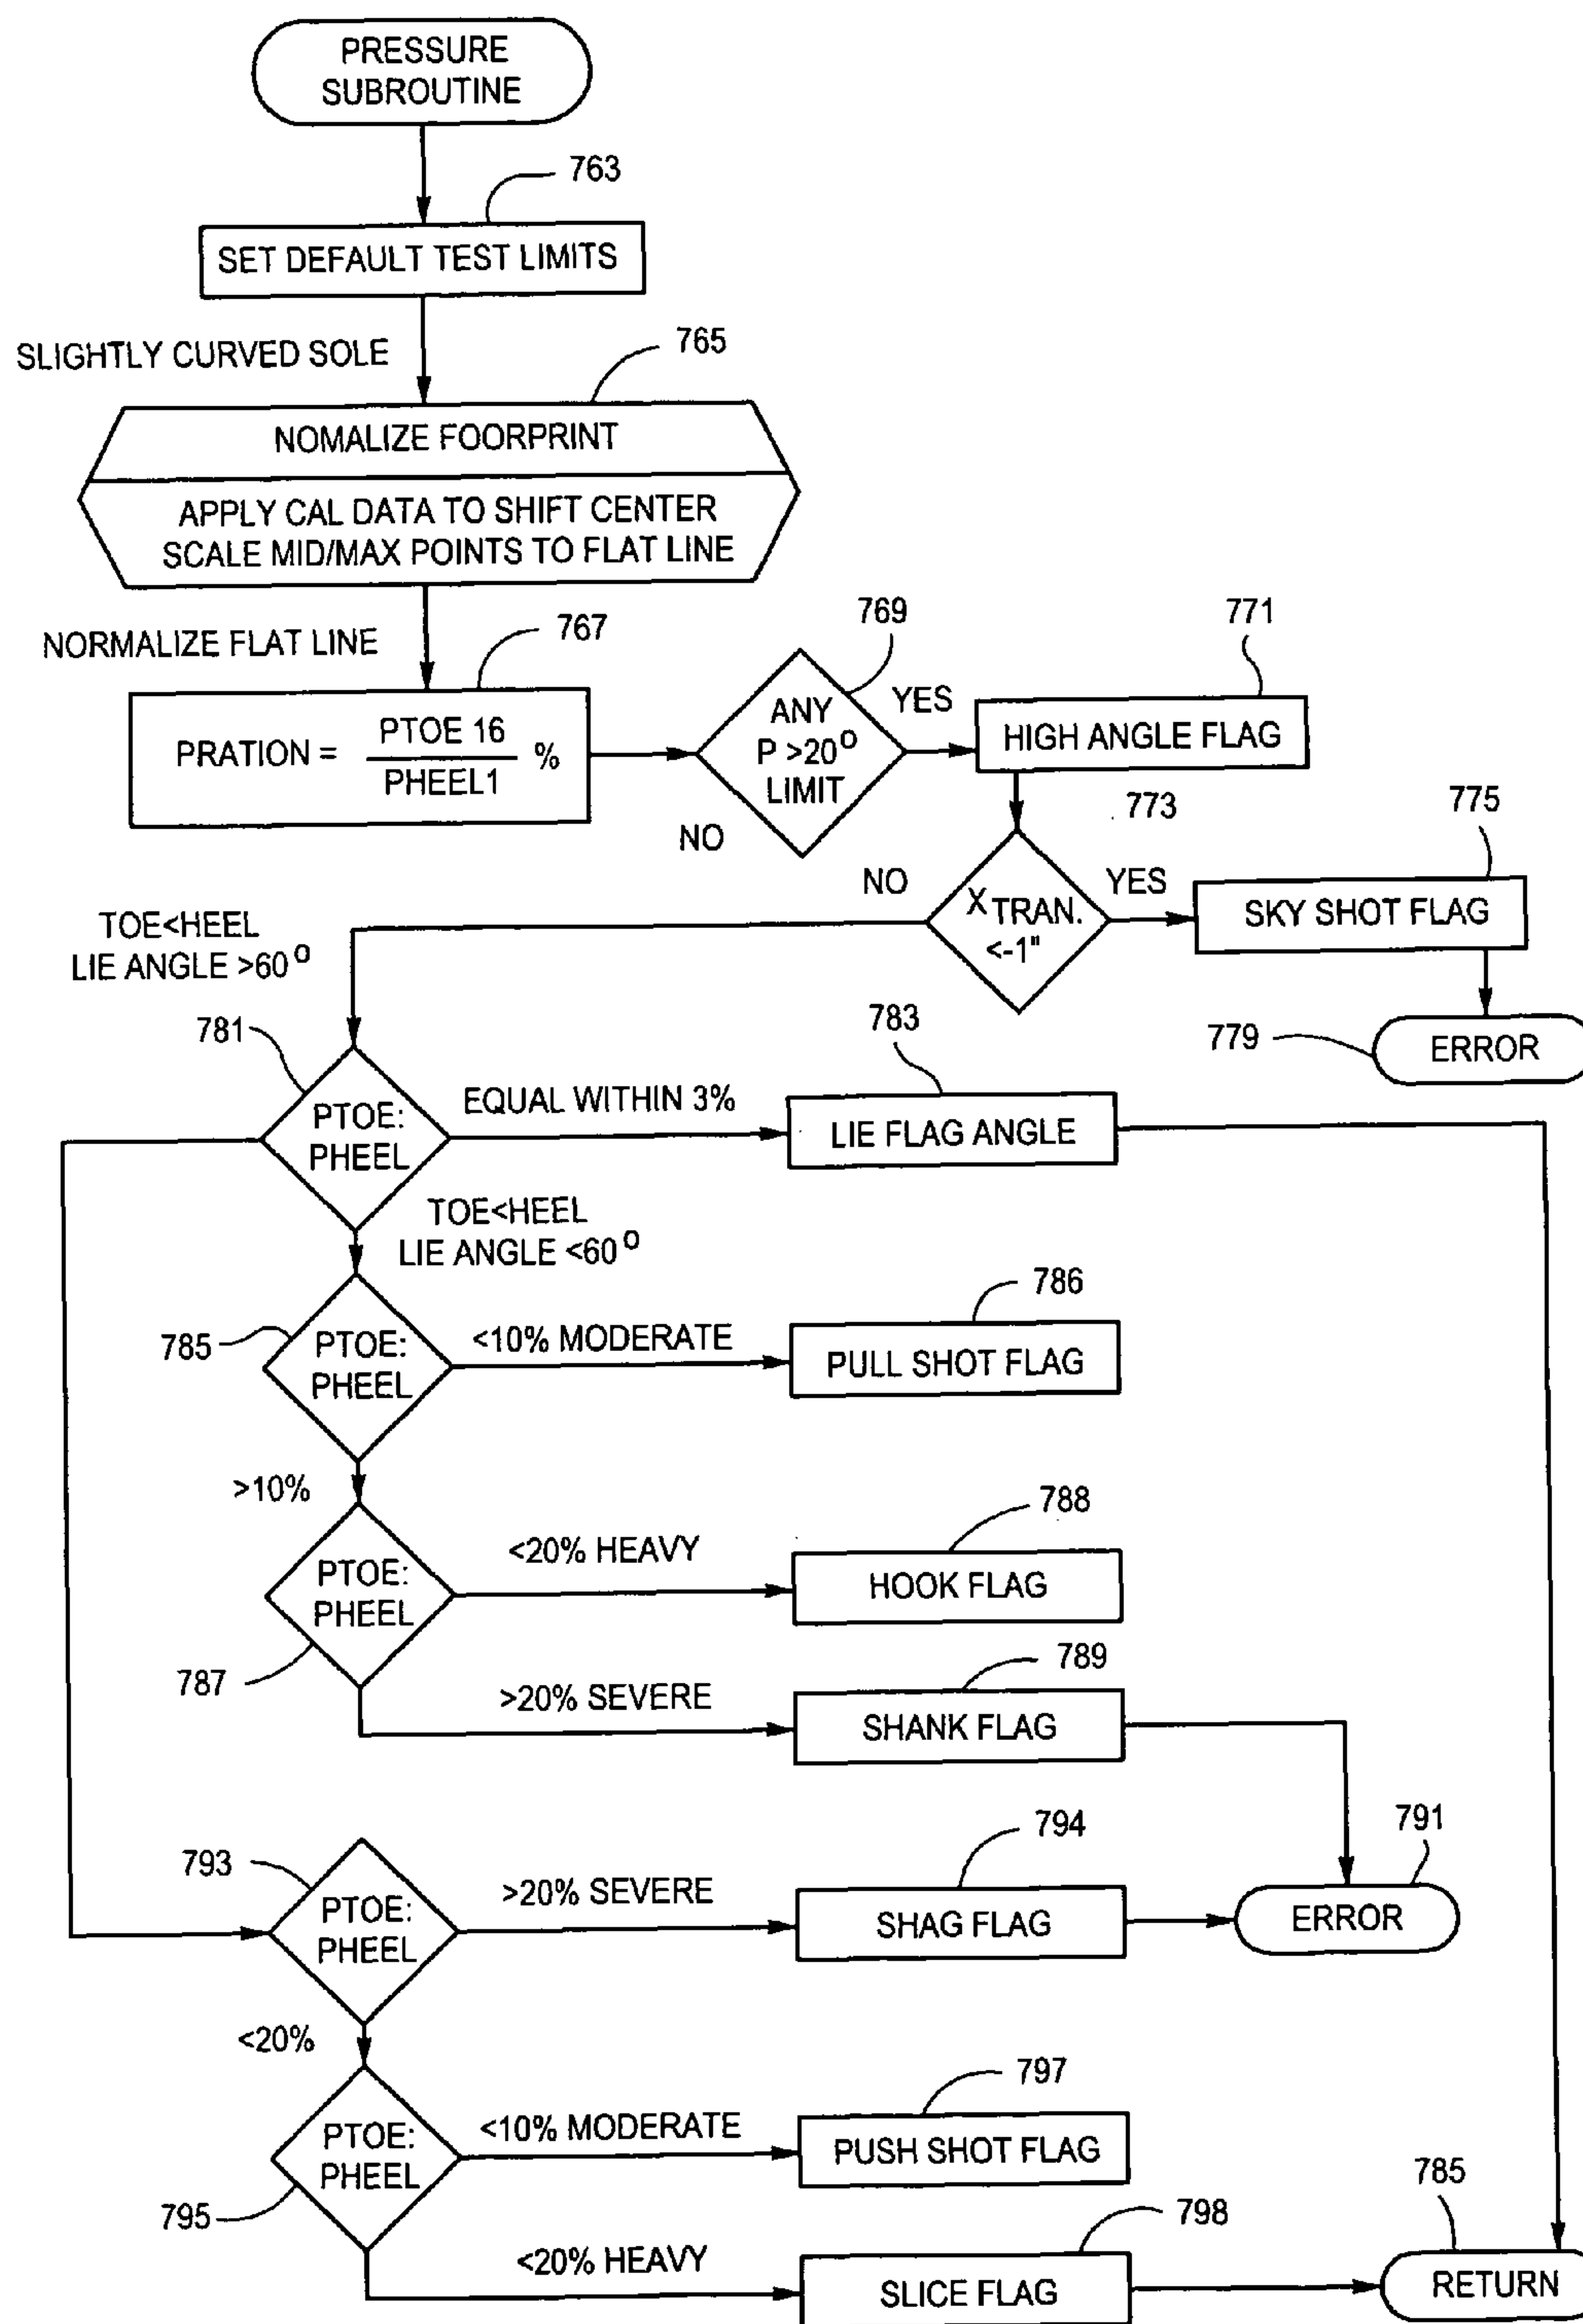 PRESSURE
SUBROUTINE
763
SET DEFAULT TEST LIMITS
SLIGHTLY CURVED SOLE
765
NOMALIZE FOORPRINT
APPLY CAL DATA TO SHIFT CENTER
SCALE MID/MAX POINTS TO FLAT LINE
NORMALIZE FLAT LINE
767
PRATION = PTOE 16 / PHEEL1 %
769
ANY
P >20°
LIMIT
YES
NO
771
HIGH ANGLE FLAG
773
X TRAN.
<-1"
NO
YES
775
SKY SHOT FLAG
779
ERROR
TOE<HEEL
LIE ANGLE >60°
781
PTOE:
PHEEL
EQUAL WITHIN 3%
783
LIE FLAG ANGLE
TOE<HEEL
LIE ANGLE <60°
785
PTOE:
PHEEL
<10% MODERATE
786
PULL SHOT FLAG
>10%
787
PTOE:
PHEEL
<20% HEAVY
788
HOOK FLAG
>20% SEVERE
789
SHANK FLAG
791
ERROR
793
PTOE:
PHEEL
>20% SEVERE
794
SHAG FLAG
<20%
795
PTOE:
PHEEL
<10% MODERATE
797
PUSH SHOT FLAG
<20% HEAVY
798
SLICE FLAG
785
RETURN